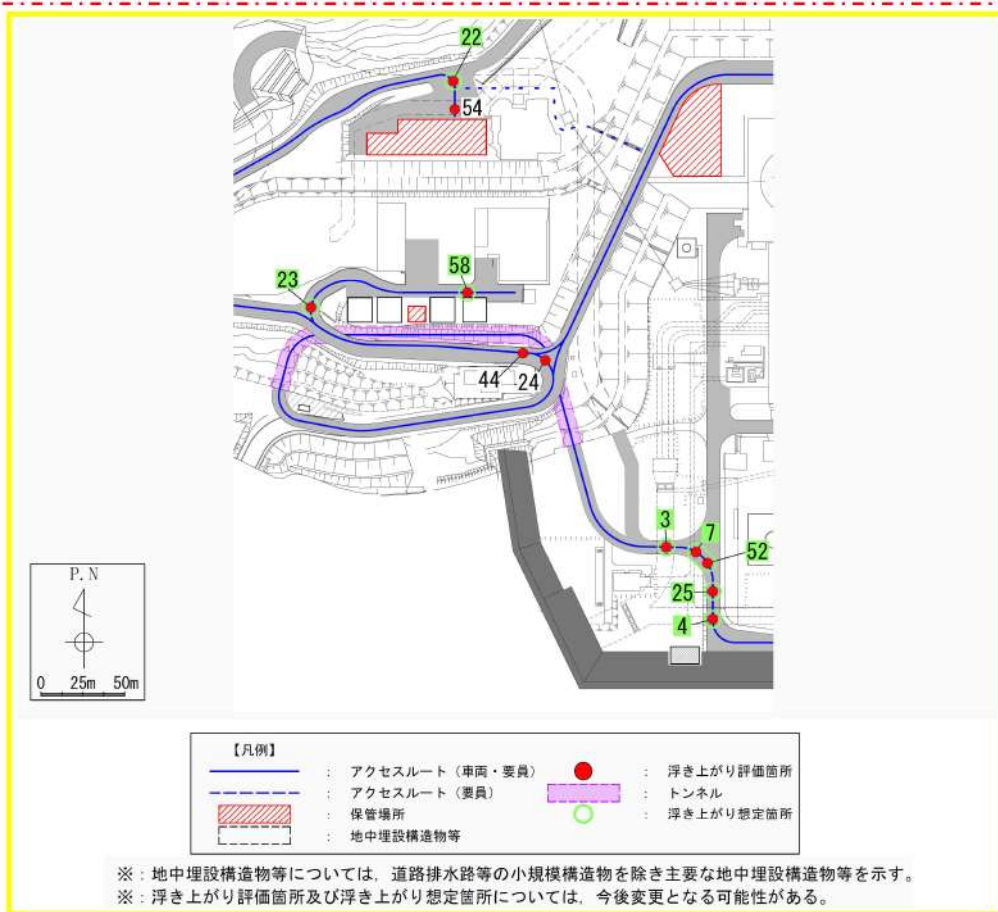 22
54
58
23
44
24
3
7
52
25
4
P.N
0 25m 50m
【凡例】
: アクセスルート（車両・要員）
: 浮き上がり評価箇所
: アクセスルート（要員）
: トンネル
: 保管場所
: 浮き上がり想定箇所
: 地中埋設構造物等
※：地中埋設構造物等については，道路排水路等の小規模構造物を除き主要な地中埋設構造物等を示す。
※：浮き上がり評価箇所及び浮き上がり想定箇所については，今後変更となる可能性がある。